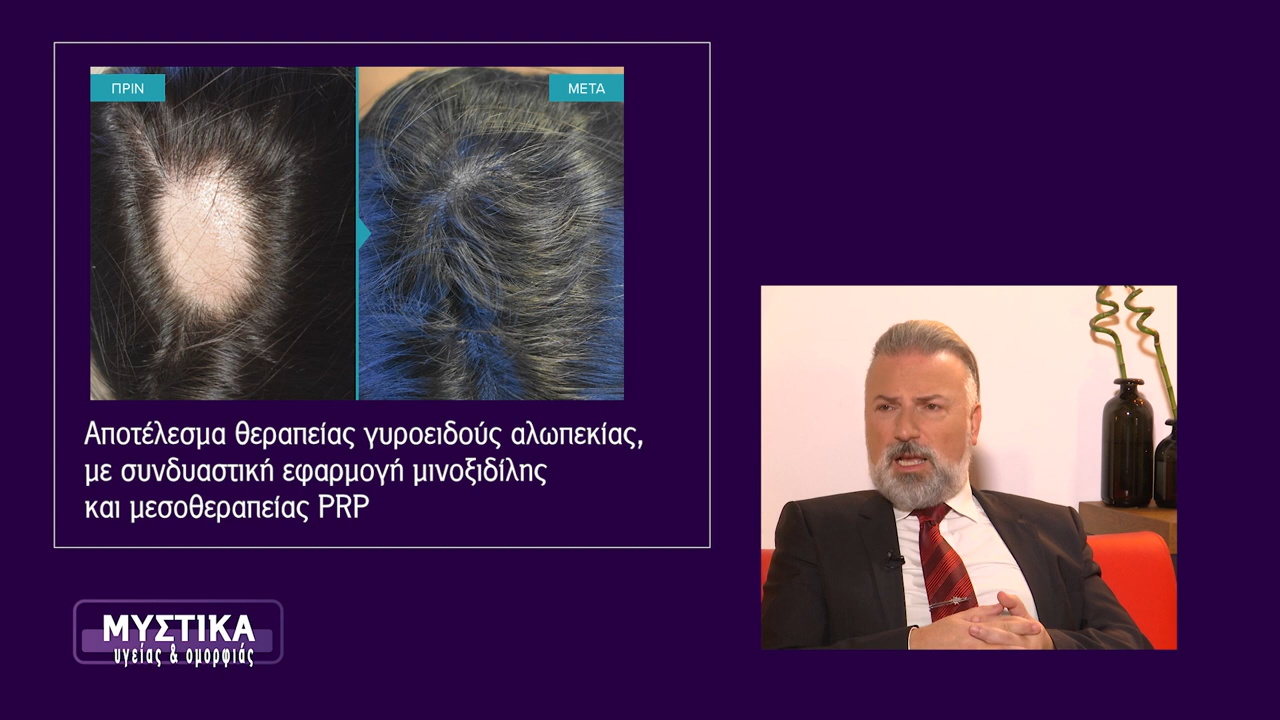 ΠΡΙΝ
ΜΕΤΑ
Αποτέλεσμα θεραπείας γυροειδούς αλωπεκίας,
με συνδυαστική εφαρμογή μινοξιδίλης
και μεσοθεραπείας PRP
ΜΥΣΤΙΚΑ
υγείας & ομορφιάς